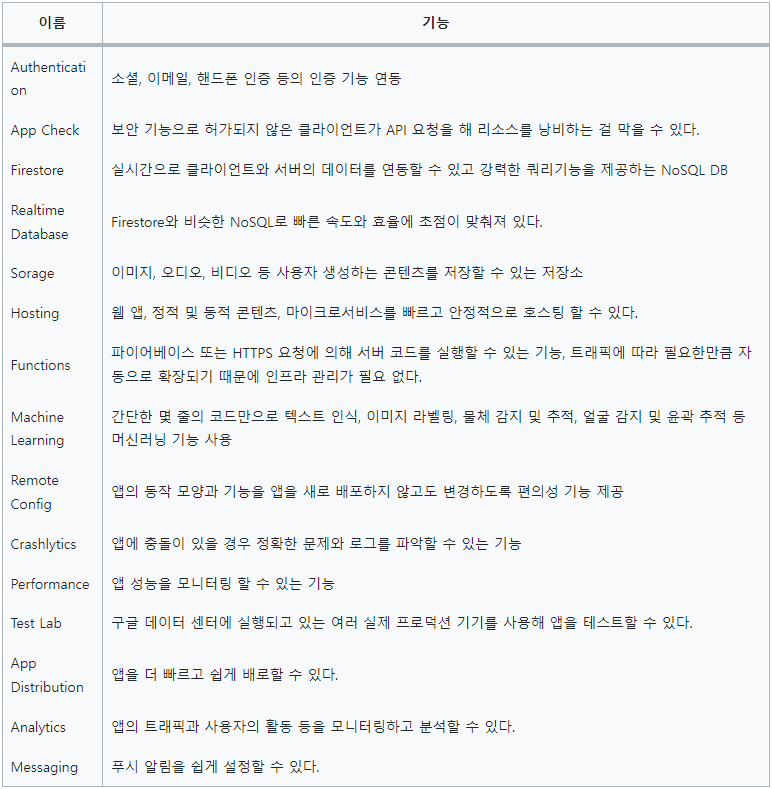 이름 기능
Authenticati
on
소셜, 이메일, 핸드폰 인증 등의 인증 기능 연동
App Check 보안 기능으로 허가되지 않은 클라이언트가 API 요청을 해 리소스를 낭비하는 걸 막을 수 있다.
Firestore 실시간으로 클라이언트와 서버의 데이터를 연동할 수 있고 강력한 쿼리기능을 제공하는 NoSQL DB
Realtime
Database
Firestore와 비슷한 NoSQL로 빠른 속도와 효율에 초점이 맞춰져 있다.
Sorage 이미지, 오디오, 비디오 등 사용자 생성하는 콘텐츠를 저장할 수 있는 저장소
Hosting 웹 앱, 정적 및 동적 콘텐츠, 마이크로서비스를 빠르고 안정적으로 호스팅 할 수 있다.
Functions
파이어베이스 또는 HTTPS 요청에 의해 서버 코드를 실행할 수 있는 기능, 트래픽에 따라 필요한만큼 자
동으로 확장되기 때문에 인프라 관리가 필요 없다.
Machine
Learning
간단한 몇 줄의 코드만으로 텍스트 인식, 이미지 라벨링, 물체 감지 및 추적, 얼굴 감지 및 윤곽 추적 등
머신러닝 기능 사용
Remote
Config
앱의 동작 모양과 기능을 앱을 새로 배포하지 않고도 변경하도록 편의성 기능 제공
Crashlytics 앱에 충돌이 있을 경우 정확한 문제와 로그를 파악할 수 있는 기능
Performance 앱 성능을 모니터링 할 수 있는 기능
Test Lab 구글 데이터 센터에 실행되고 있는 여러 실제 프로덕션 기기를 사용해 앱을 테스트할 수 있다.
App
Distribution
앱을 더 빠르고 쉽게 배로할 수 있다.
Analytics 앱의 트래픽과 사용자의 활동 등을 모니터링하고 분석할 수 있다.
Messaging 푸시 알림을 쉽게 설정할 수 있다.